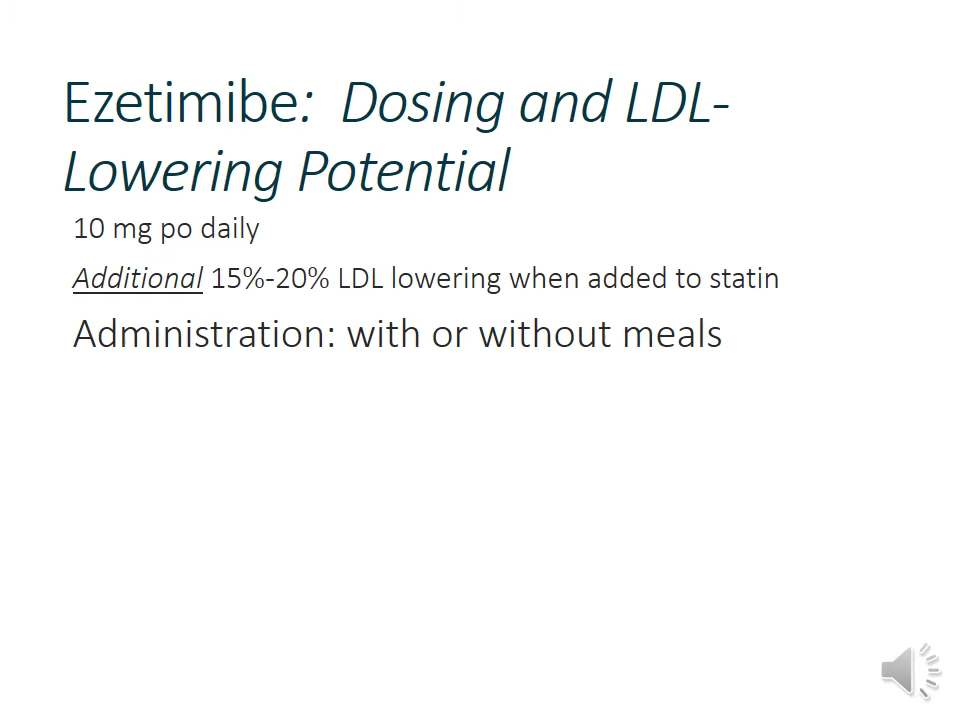 Ezetimibe: Dosing and LDL-
Lowering Potential
10 mg po daily
Additional 15%-20% LDL lowering when added to statin
Administration: with or without meals